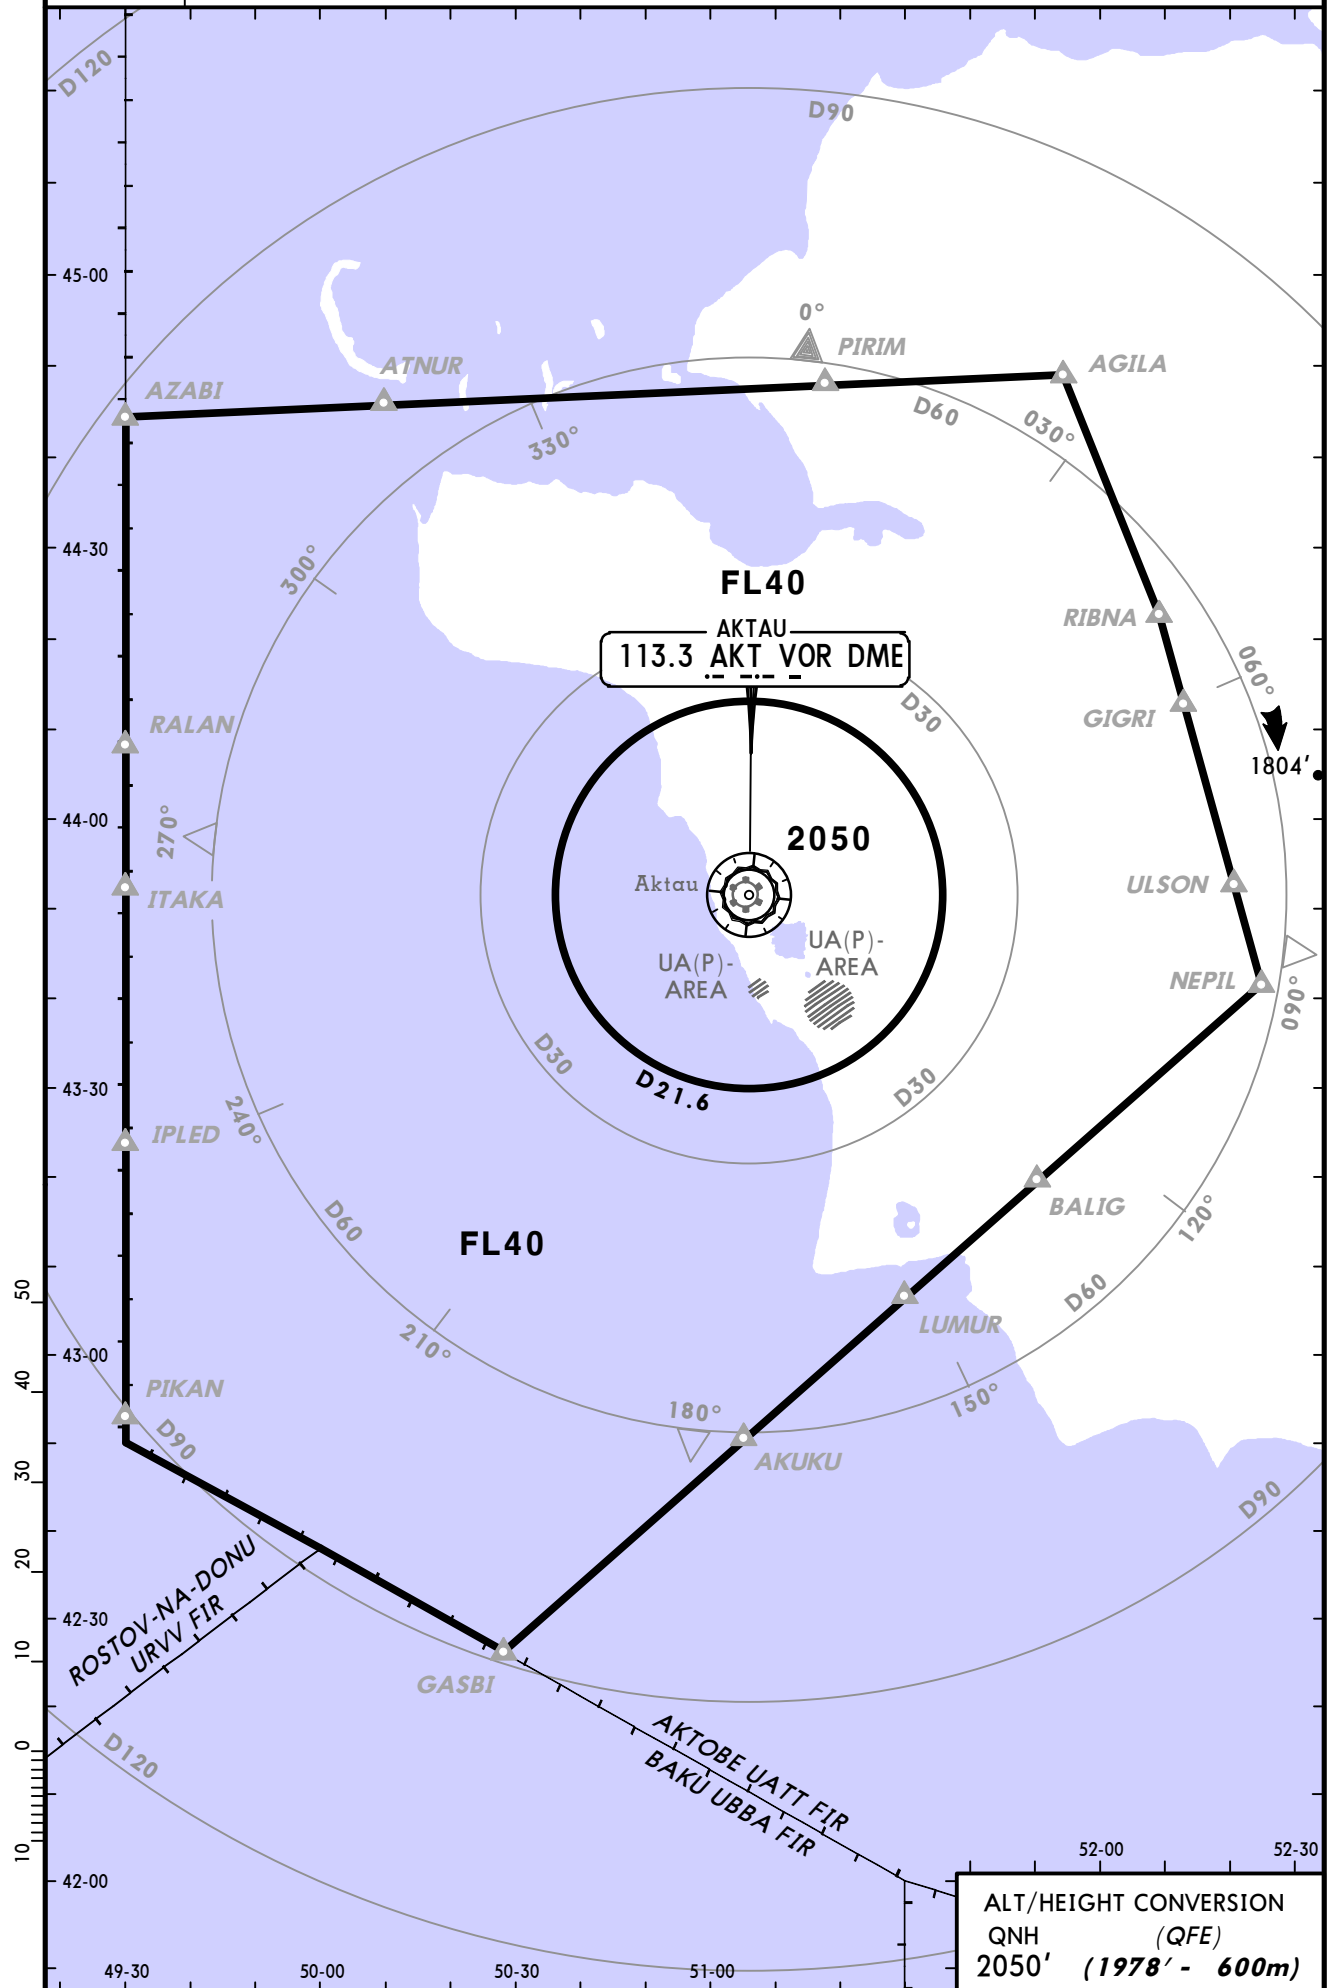 D120
D90
45-00
0°
PIRIM
ATNUR
AGILA
AZABI
D60
030°
330°
44-30
300°
FL40
AKTAU
113.3 AKT VOR DME
RIBNA
060°
D30
RALAN
GIGRI
1804'
270°
44-00
2050
Aktau
ULSON
ITAKA
UA(P)-
AREA
UA(P)-
AREA
NEPIL
090°
D30
D21.6
D30
43-30
240°
IPLED
D60
BALIG
120°
FL40
50
D60
LUMUR
210°
43-00
40
PIKAN
150°
180°
D90
AKUKU
30
D90
20
ROSTOV-NA-DONU
URVV FIR
42-30
10
GASBI
AKTOBE UATT FIR
BAKU UBBA FIR
0
D120
10
52-00
52-30
42-00
ALT/HEIGHT CONVERSION
QNH (QFE)
2050' (1978' - 600m)
49-30
50-00
50-30
51-00